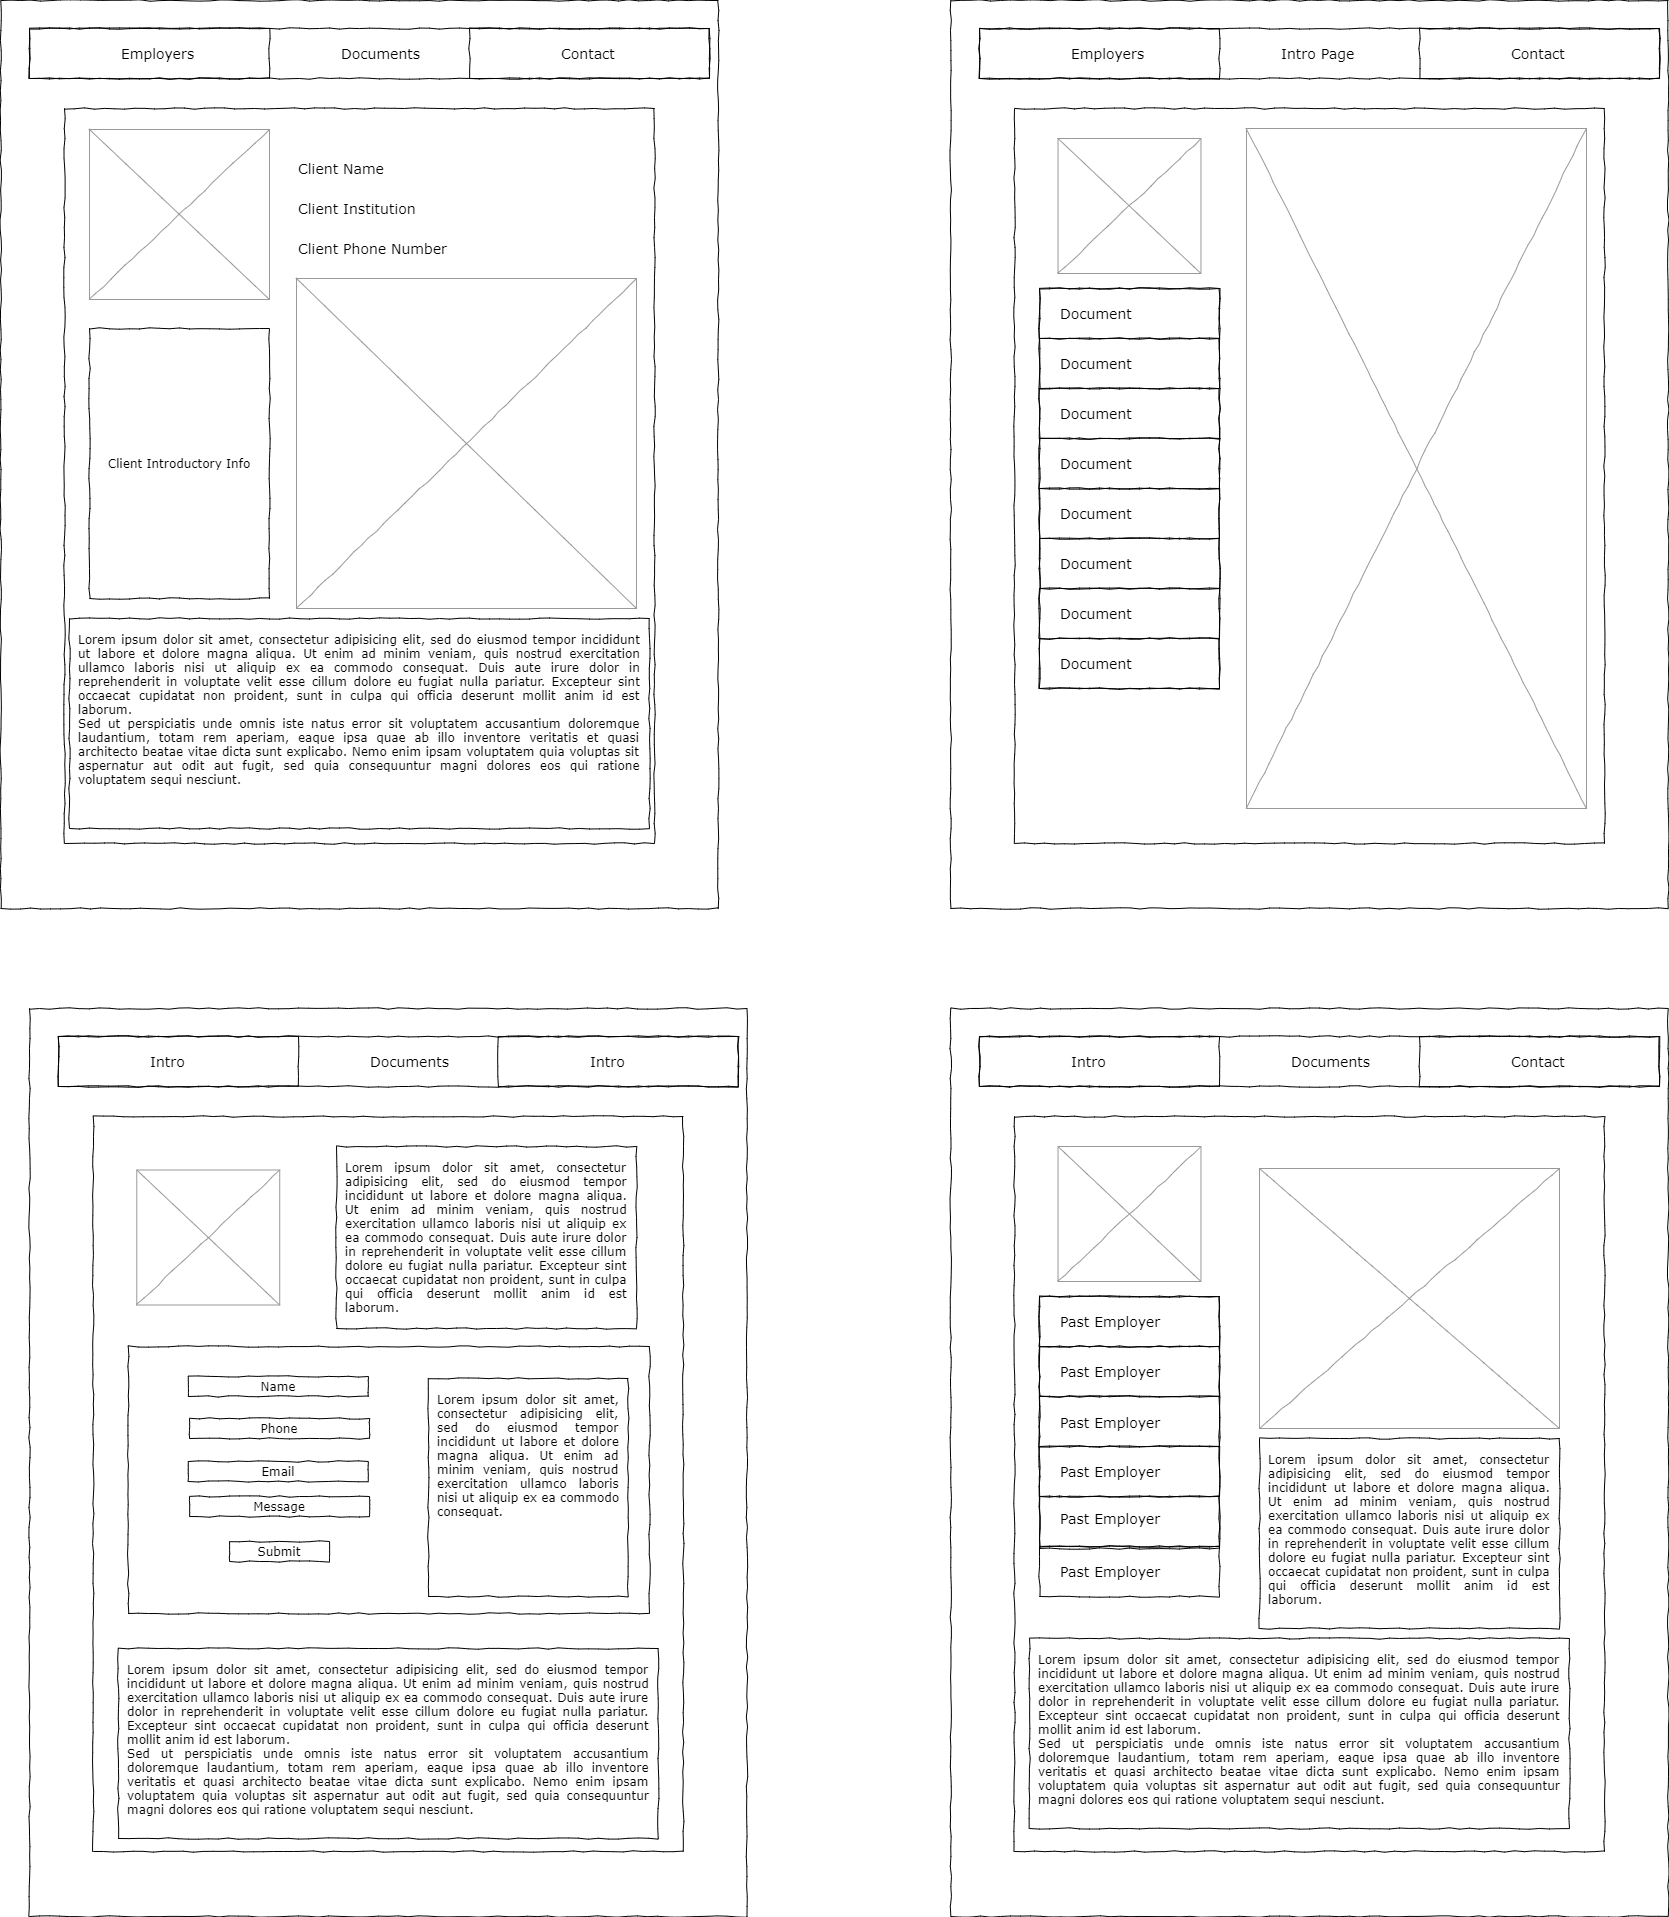 Employers
Documents
Contact
Client Name
Client Institution
Client Phone Number
Client Introductory Info
Lorem ipsum dolor sit amet, consectetur adipisicing elit, sed do eiusmod tempor incididunt
ut labore et dolore magna aliqua. Ut enim ad minim veniam, quis nostrud exercitation
ullamco laboris nisi ut aliquip ex ea commodo consequat. Duis aute irure dolor in
reprehenderit in voluptate velit esse cillum dolore eu fugiat nulla pariatur. Excepteur sint
occaecat cupidatat non proident, sunt in culpa qui officia deserunt mollit anim id est
laborum.
Sed ut perspiciatis unde omnis iste natus error sit voluptatem accusantium doloremque
laudantium, totam rem aperiam, eaque ipsa quae ab illo inventore veritatis et quasi
architecto beatae vitae dicta sunt explicabo. Nemo enim ipsam voluptatem quia voluptas sit
aspernatur aut odit aut fugit, sed quia consequuntur magni dolores eos qui ratione
voluptatem sequi nesciunt.
Employers
Intro Page
Contact
Document
Document
Document
Document
Document
Document
Document
Document
Intro
Documents
Intro
Lorem ipsum dolor sit amet, consectetur
adipisicing elit, sed do eiusmod tempor
incididunt ut labore et dolore magna aliqua.
Ut enim ad minim veniam, quis nostrud
exercitation ullamco laboris nisi ut aliquip ex
ea commodo consequat. Duis aute irure dolor
in reprehenderit in voluptate velit esse cillum
dolore eu fugiat nulla pariatur. Excepteur sint
occaecat cupidatat non proident, sunt in culpa
qui officia deserunt mollit anim id est
laborum.
Name
Phone
Email
Message
Submit
Lorem ipsum dolor sit amet,
consectetur adipisicing elit,
sed do eiusmod tempor
incididunt ut labore et dolore
magna aliqua. Ut enim ad
minim veniam, quis nostrud
exercitation ullamco laboris
nisi ut aliquip ex ea commodo
consequat.
Lorem ipsum dolor sit amet, consectetur adipisicing elit, sed do eiusmod tempor
incididunt ut labore et dolore magna aliqua. Ut enim ad minim veniam, quis nostrud
exercitation ullamco laboris nisi ut aliquip ex ea commodo consequat. Duis aute irure
dolor in reprehenderit in voluptate velit esse cillum dolore eu fugiat nulla pariatur.
Excepteur sint occaecat cupidatat non proident, sunt in culpa qui officia deserunt
mollit anim id est laborum.
Sed ut perspiciatis unde omnis iste natus error sit voluptatem accusantium
doloremque laudantium, totam rem aperiam, eaque ipsa quae ab illo inventore
veritatis et quasi architecto beatae vitae dicta sunt explicabo. Nemo enim ipsam
voluptatem quia voluptas sit aspernatur aut odit aut fugit, sed quia consequuntur
magni dolores eos qui ratione voluptatem sequi nesciunt.
Intro
Documents
Contact
Past Employer
Past Employer
Past Employer
Past Employer
Past Employer
Past Employer
Lorem ipsum dolor sit amet, consectetur
adipisicing elit, sed do eiusmod tempor
incididunt ut labore et dolore magna aliqua.
Ut enim ad minim veniam, quis nostrud
exercitation ullamco laboris nisi ut aliquip ex
ea commodo consequat. Duis aute irure dolor
in reprehenderit in voluptate velit esse cillum
dolore eu fugiat nulla pariatur. Excepteur sint
occaecat cupidatat non proident, sunt in culpa
qui officia deserunt mollit anim id est
laborum.
Lorem ipsum dolor sit amet, consectetur adipisicing elit, sed do eiusmod tempor
incididunt ut labore et dolore magna aliqua. Ut enim ad minim veniam, quis nostrud
exercitation ullamco laboris nisi ut aliquip ex ea commodo consequat. Duis aute irure
dolor in reprehenderit in voluptate velit esse cillum dolore eu fugiat nulla pariatur.
Excepteur sint occaecat cupidatat non proident, sunt in culpa qui officia deserunt
mollit anim id est laborum.
Sed ut perspiciatis unde omnis iste natus error sit voluptatem accusantium
doloremque laudantium, totam rem aperiam, eaque ipsa quae ab illo inventore
veritatis et quasi architecto beatae vitae dicta sunt explicabo. Nemo enim ipsam
voluptatem quia voluptas sit aspernatur aut odit aut fugit, sed quia consequuntur
magni dolores eos qui ratione voluptatem sequi nesciunt.